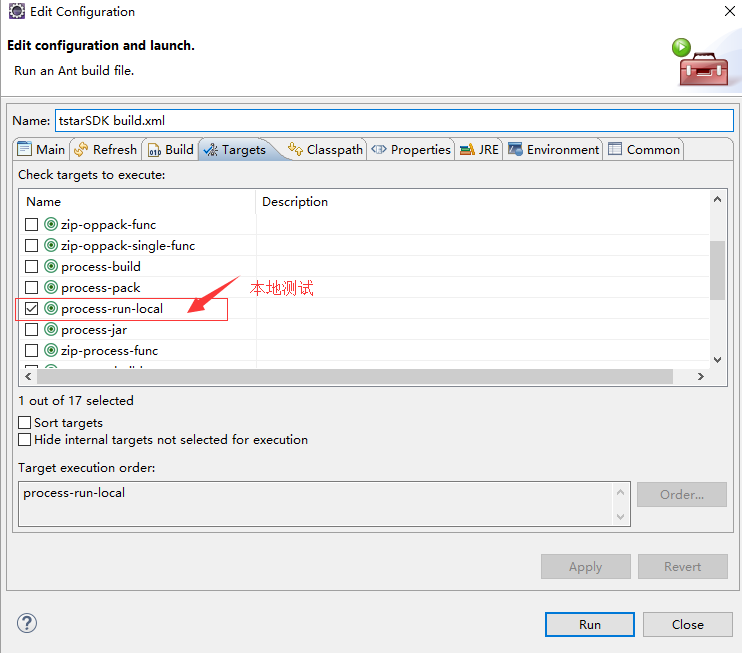 Edit Configuration
Edit configuration and launch.
Run an Ant build file.
Name: tstarSDK build.xml
Main Refresh Build Targets Classpath Properties JRE Environment Common
Check targets to execute:
Name Description
zip-oppack-func
zip-oppack-single-func
process-build
process-pack
本地测试
process-run-local
process-jar
zip-process-func
1 out of 17 selected
Sort targets
Hide internal targets not selected for execution
Target execution order:
process-run-local
Order...
Apply Revert
Run Close